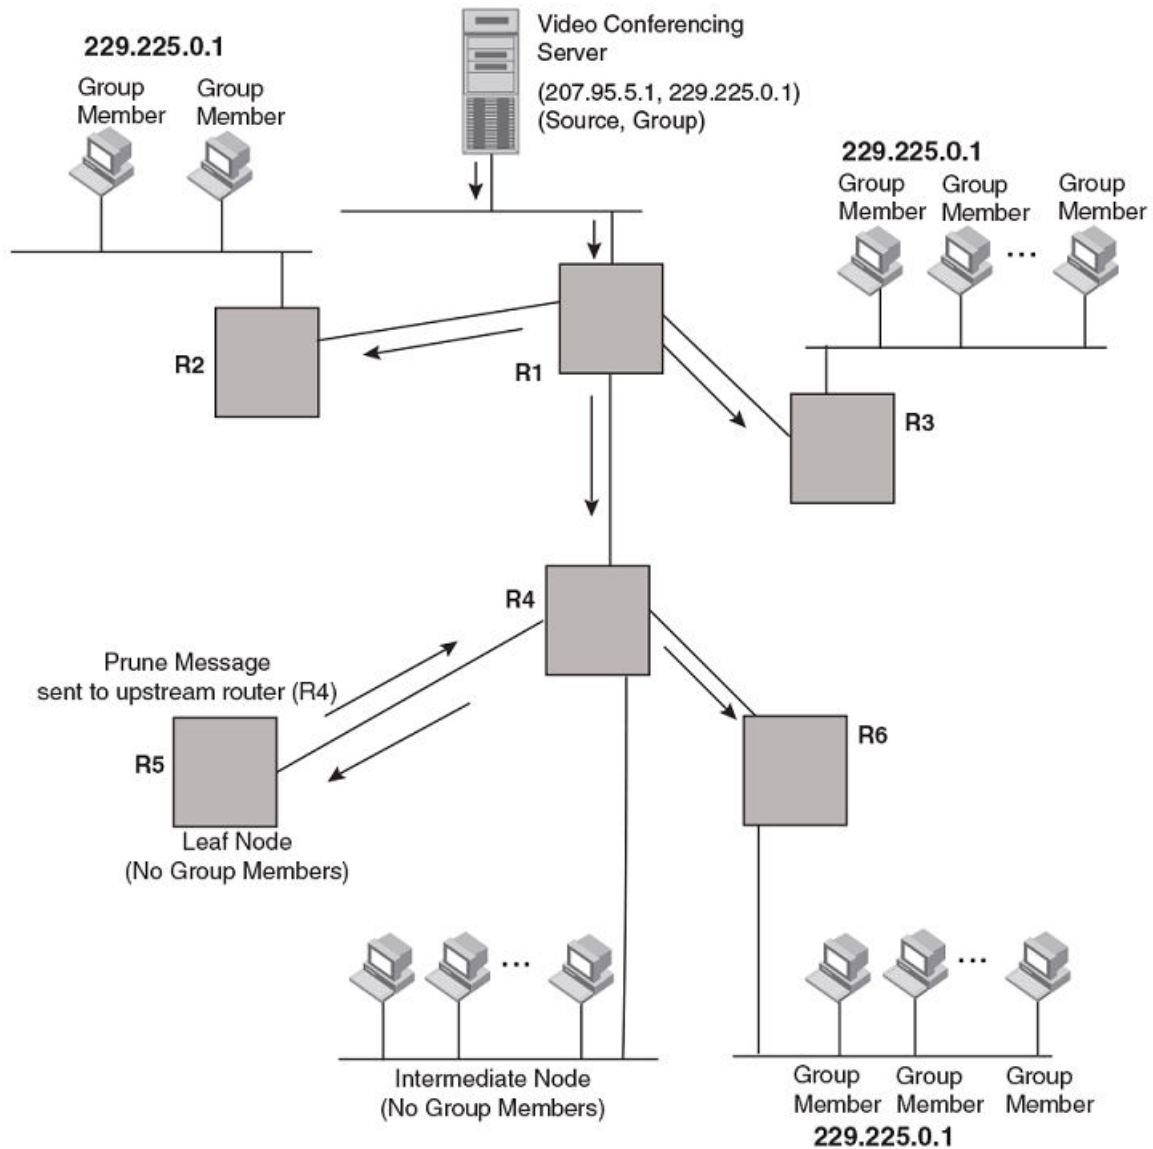 Video Conferencing
Server
(207.95.5.1, 229.225.0.1)
(Source, Group)
229.225.0.1
Group
Member
Group
Member
229.225.0.1
Group
Member
Group
Member
...
Group
Member
R2
R1
R3
R4
Prune Message
sent to upstream router (R4)
R5
R6
Leaf Node
(No Group Members)
...
...
Intermediate Node
(No Group Members)
Group
Member
Group
Member
Group
Member
229.225.0.1